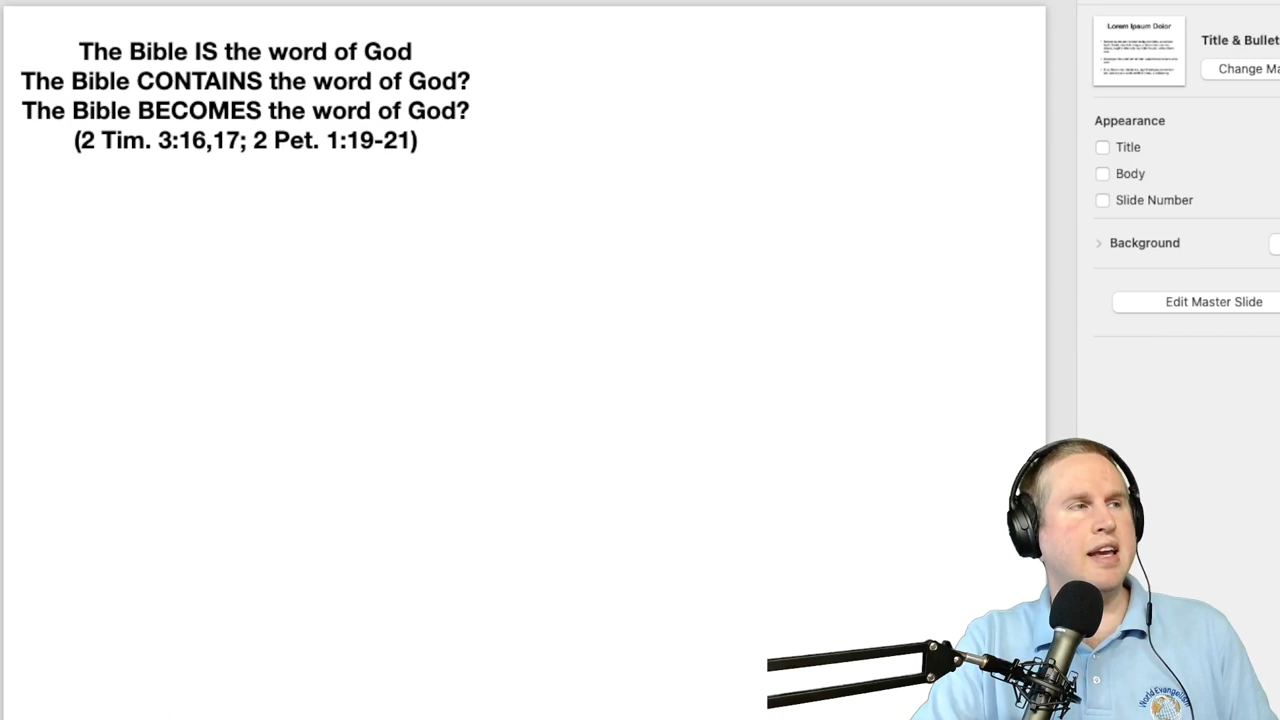 The Bible IS the word of God
The Bible CONTAINS the word of God?
The Bible BECOMES the word of God?
(2 Tim. 3:16,17; 2 Pet. 1:19-21)
Lorem Ipsum Dolor
Title & Bullet
Change Ma
Appearance
Title
Body
Slide Number
Background
Edit Master Slide
World Evangelism